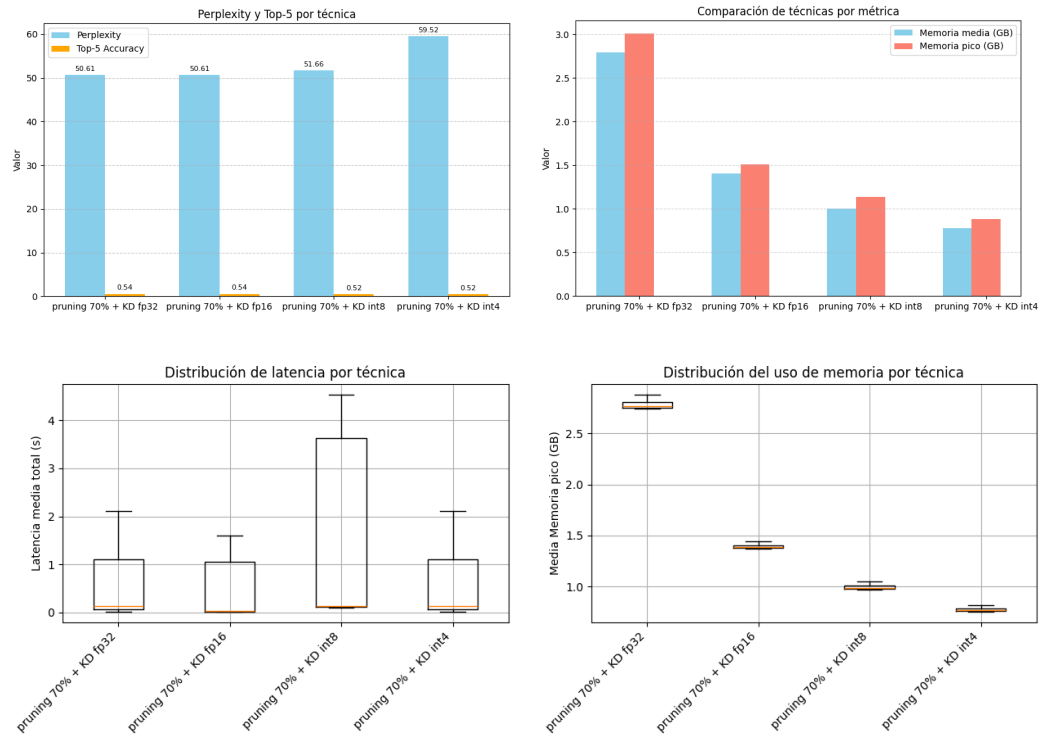 Perplexity y Top-5 por técnica
Valor
60
50
40
30
20
10
0
Perplexity
Top-5 Accuracy
50.61
0.54
50.61
0.54
51.66
0.52
59.52
0.52
pruning 70% + KD fp32
pruning 70% + KD fp16
pruning 70% + KD int8
pruning 70% + KD int4
Comparación de técnicas por métrica
Valor
3.0
2.5
2.0
1.5
1.0
0.5
0.0
Memoria media (GB)
Memoria pico (GB)
pruning 70% + KD fp32
pruning 70% + KD fp16
pruning 70% + KD int8
pruning 70% + KD int4
Distribución de latencia por técnica
Latencia media total (s)
4
3
2
1
0
pruning 70% + KD fp32
pruning 70% + KD fp16
pruning 70% + KD int8
pruning 70% + KD int4
Distribución del uso de memoria por técnica
Media Memoria pico (GB)
2.5
2.0
1.5
1.0
pruning 70% + KD fp32
pruning 70% + KD fp16
pruning 70% + KD int8
pruning 70% + KD int4